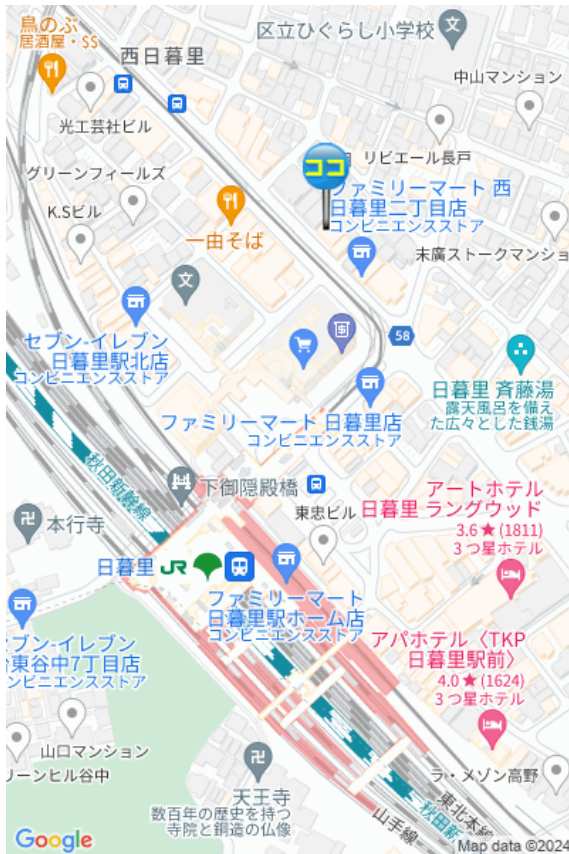 鳥のぶ
居酒屋・$$
西日暮里
区立ひぐらし小学校
中山マンション
光工芸社ビル
リビエール長戸
ココ
グリーンフィールズ
K.Sビル
ファミリーマート 西
日暮里二丁目店
コンビニエンスストア
一由そば
末廣ストークマンショ
58
セブン-イレブン
日暮里駅北店
コンビニエンスストア
日暮里 斉藤湯
露天風呂を備え
た広々とした銭湯
ファミリーマート 日暮里店
コンビニエンスストア
秋田新幹線
下御隠殿橋
アートホテル
日暮里 ラングウッド
3.6★(1811)
3つ星ホテル
東忠ビル
本行寺
日暮里 JR
ファミリーマート
日暮里駅ホーム店
コンビニエンスストア
セブン-イレブン
台東谷中7丁目店
ンビニエンスストア
アパホテル〈TKP
日暮里駅前〉
4.0★(1624)
3つ星ホテル
山口マンション
リーンヒル谷中
天王寺
数百年の歴史を持つ
寺院と銅造の仏像
ラ・メゾン高野
東北本線
秋田新
山手線
Google
Map data ©2024